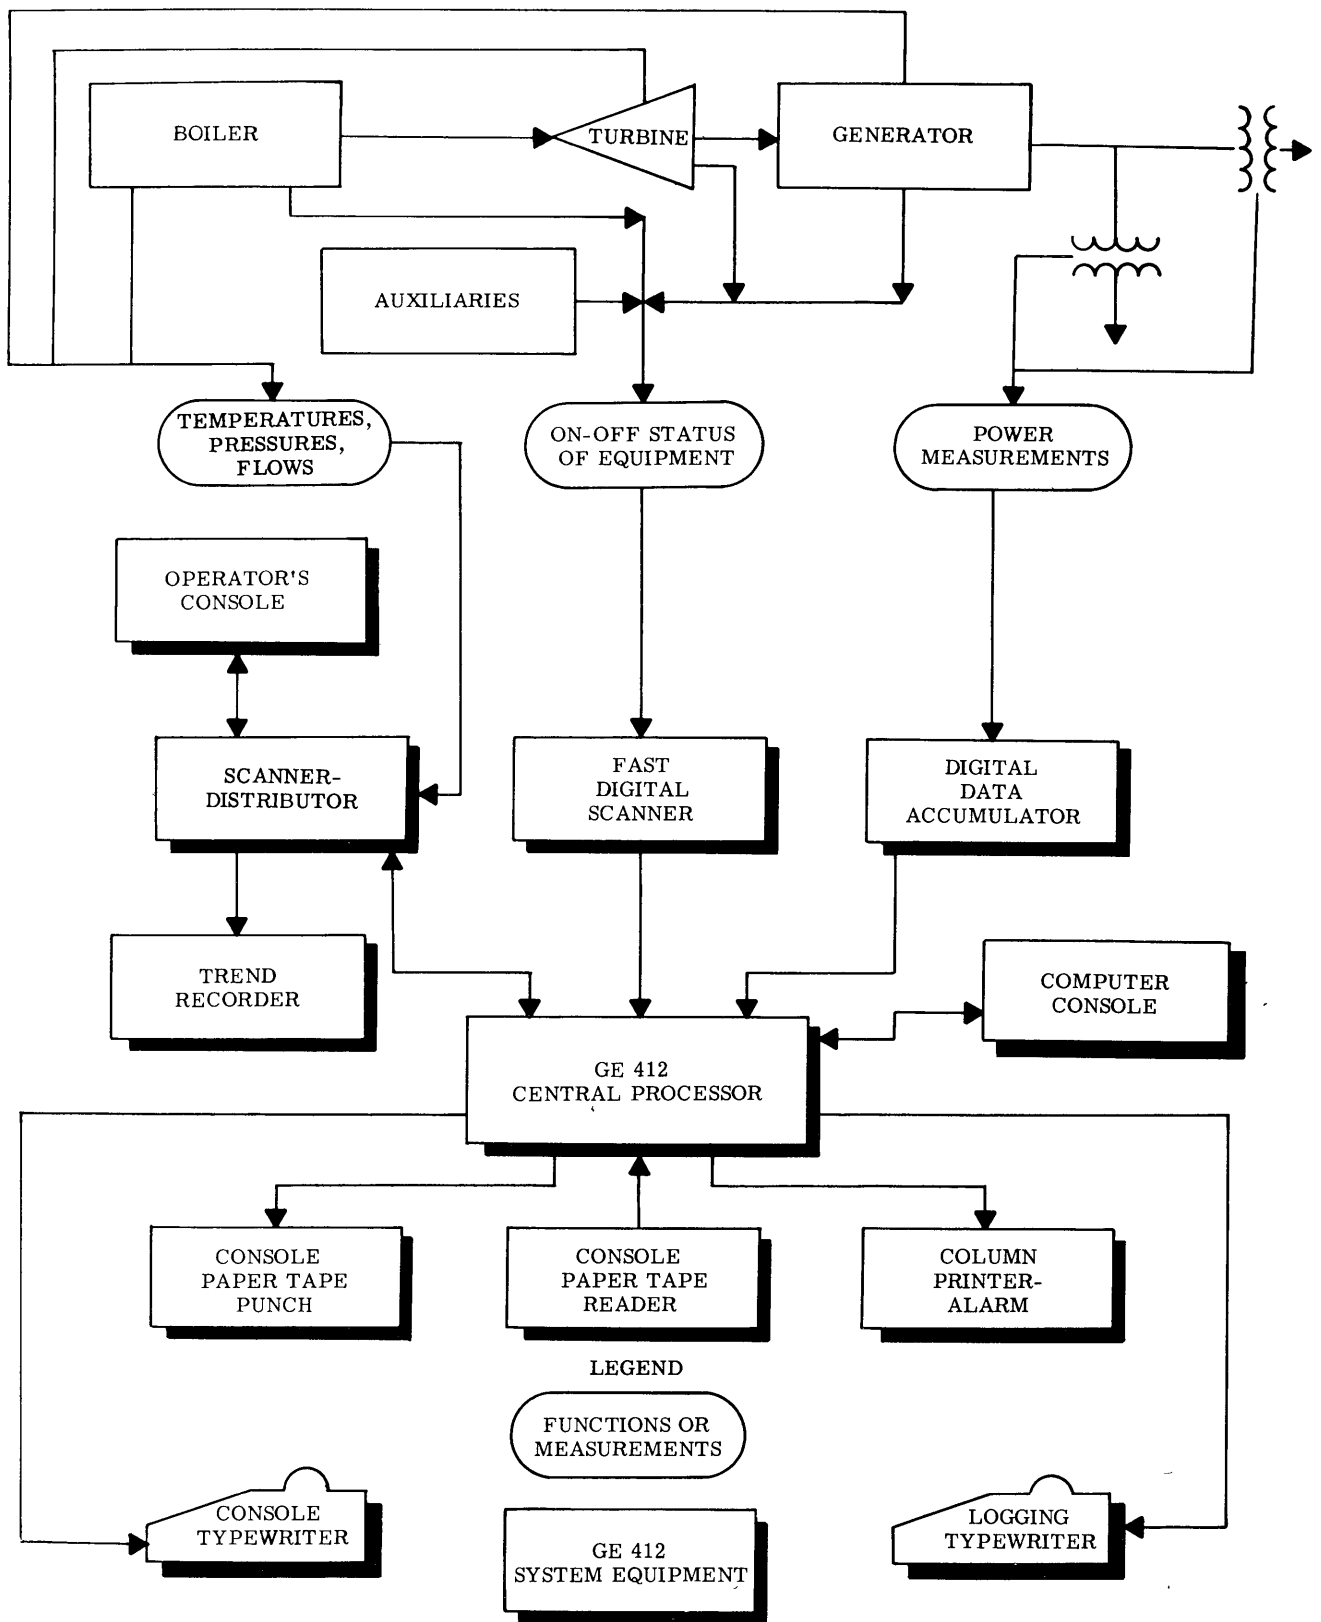 BOILER
TURBINE
GENERATOR
AUXILIARIES
TEMPERATURES,
PRESSURES,
FLOWS
ON-OFF STATUS
OF EQUIPMENT
POWER
MEASUREMENTS
OPERATOR'S
CONSOLE
SCANNER-
DISTRIBUTOR
FAST
DIGITAL
SCANNER
DIGITAL
DATA
ACCUMULATOR
TREND
RECORDER
COMPUTER
CONSOLE
GE 412
CENTRAL PROCESSOR
CONSOLE
PAPER TAPE
PUNCH
CONSOLE
PAPER TAPE
READER
COLUMN
PRINTER-
ALARM
LEGEND
FUNCTIONS OR
MEASUREMENTS
CONSOLE
TYPEWRITER
LOGGING
TYPEWRITER
GE 412
SYSTEM EQUIPMENT